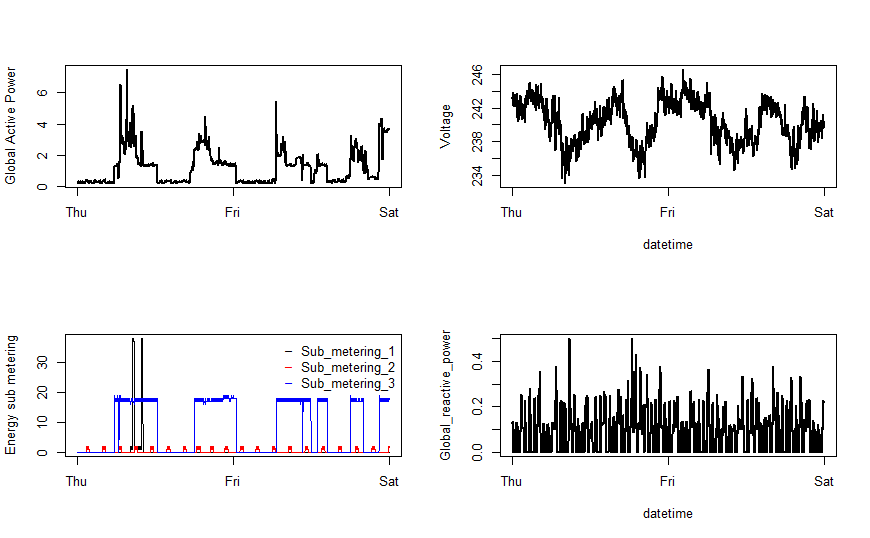 Global Active Power
0 2 4 6
Thu Fri Sat
Voltage
234 238 242 246
Thu Fri Sat
datetime
Energy sub metering
0 10 20 30
Sub_metering_1
Sub_metering_2
Sub_metering_3
Thu Fri Sat
Global_reactive_power
0.0 0.2 0.4
Thu Fri Sat
datetime